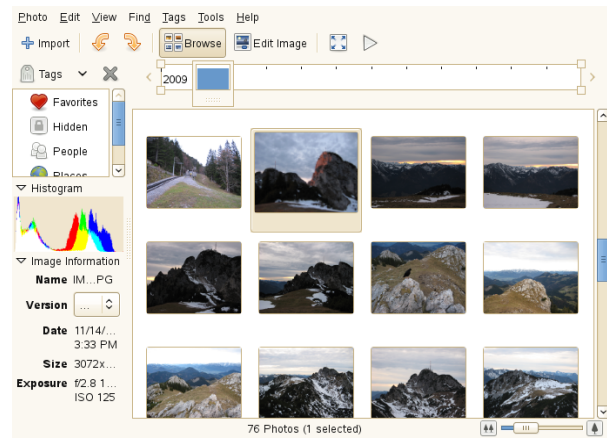 Photo Edit View Find Tags Tools Help
Import Browse Edit Image
Tags 2009
Favorites
Hidden
People
Places
Histogram
Image Information
Name IM...PG
Version ...
Date 11/14/...
3:33 PM
Size 3072x...
Exposure f/2.8 1...
ISO 125
76 Photos (1 selected)